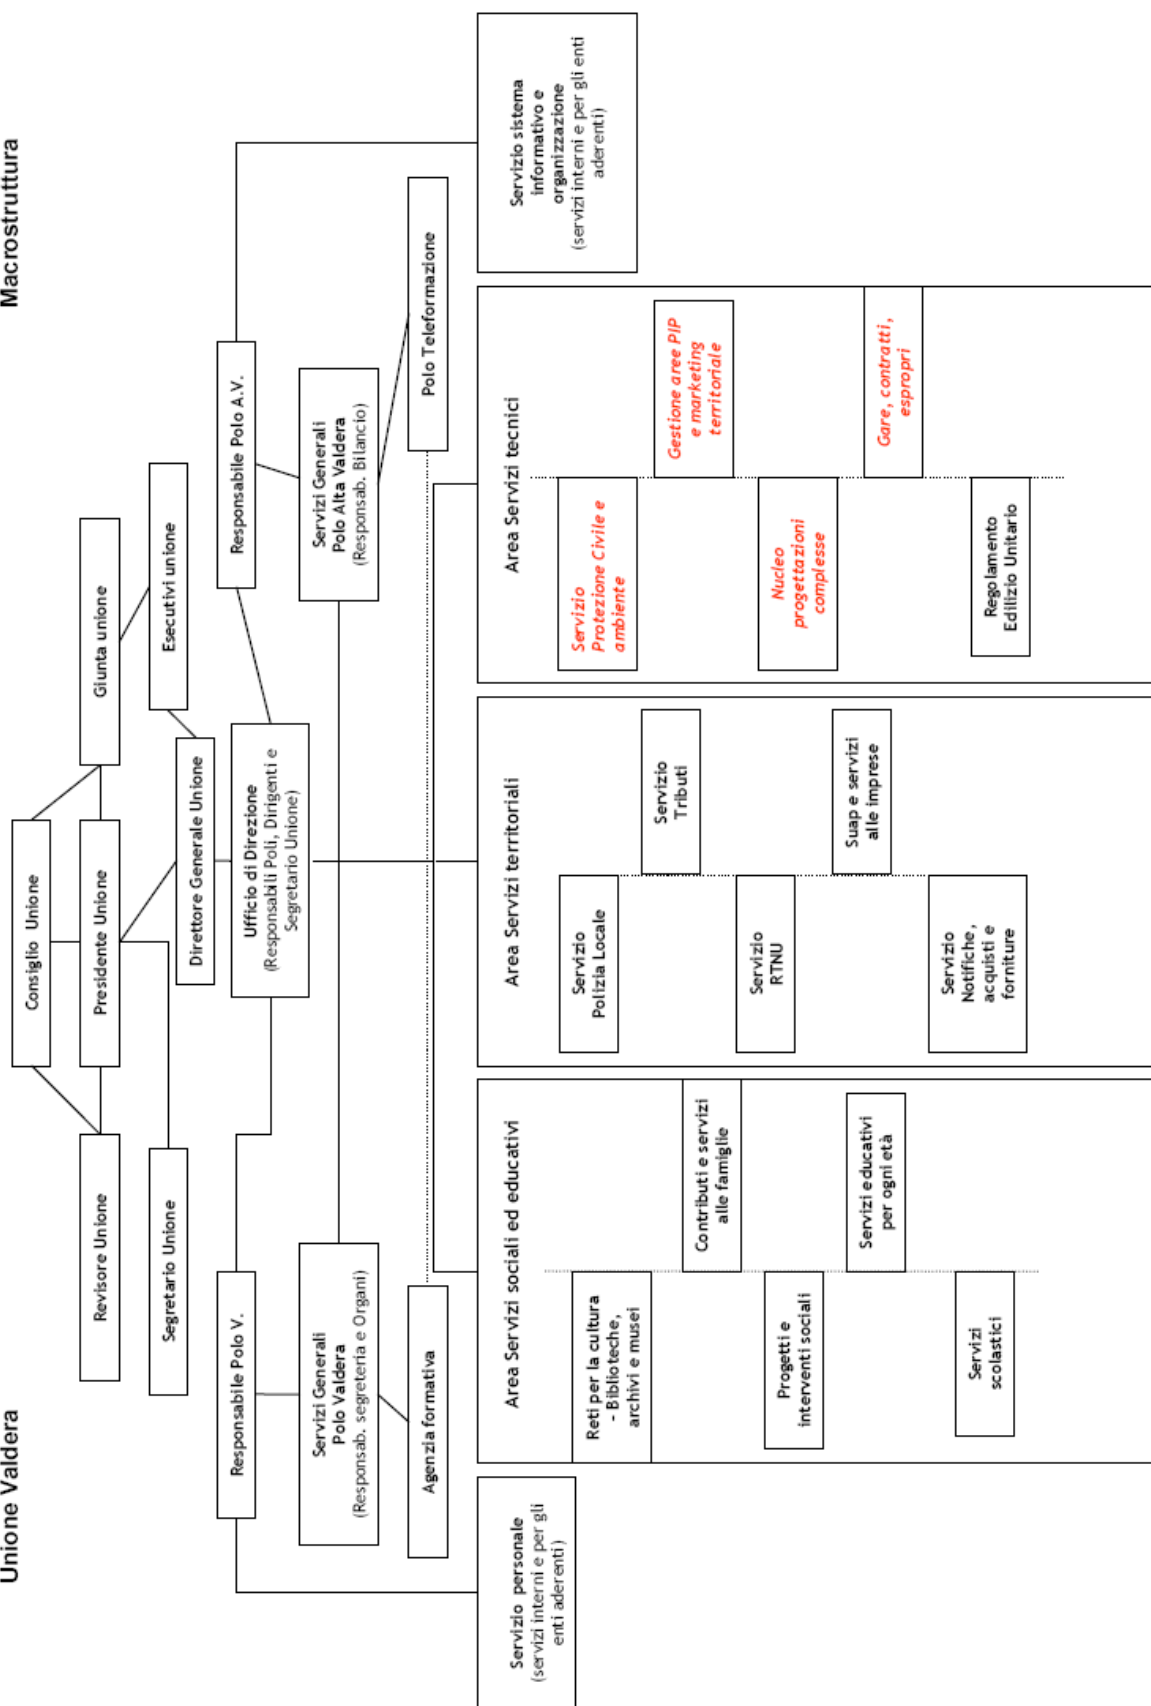 Unione Valdera
Macrostruttura
Consiglio Unione
Revisore Unione
Presidente Unione
Giunta unione
Segretario Unione
Esecutivi unione
Direttore Generale Unione
Responsabile Polo V.
Ufficio di Direzione
(Responsabili Poli, Dirigenti e
Segretario Unione)
Responsabile Polo A.V.
Servizi Generali
Polo Valdera
(Responsab. segreteria e Organi)
Servizi Generali
Polo Alta Valdera
(Responsab. Bilancio)
Agenzia formativa
Polo Teleformazione
Servizio personale
(servizi interni e per gli
enti aderenti)
Area Servizi sociali ed educativi
Reti per la cultura
- Biblioteche,
archivi e musei
Contributi e servizi
alle famiglie
Progetti e
interventi sociali
Servizi educativi
per ogni età
Servizi
scolastici
Area Servizi territoriali
Servizio
Polizia Locale
Servizio
Tributi
Servizio
RTNU
Suap e servizi
alle imprese
Servizio
Notifiche,
acquisti e
forniture
Area Servizi tecnici
Servizio
Protezione Civile e
ambiente
Gestione aree PIP
e marketing
territoriale
Nucleo
progettazioni
complesse
Gare, contratti,
espropri
Regolamento
Edilizio Unitario
Servizio sistema
informativo e
organizzazione
(servizi interni e per gli enti
aderenti)